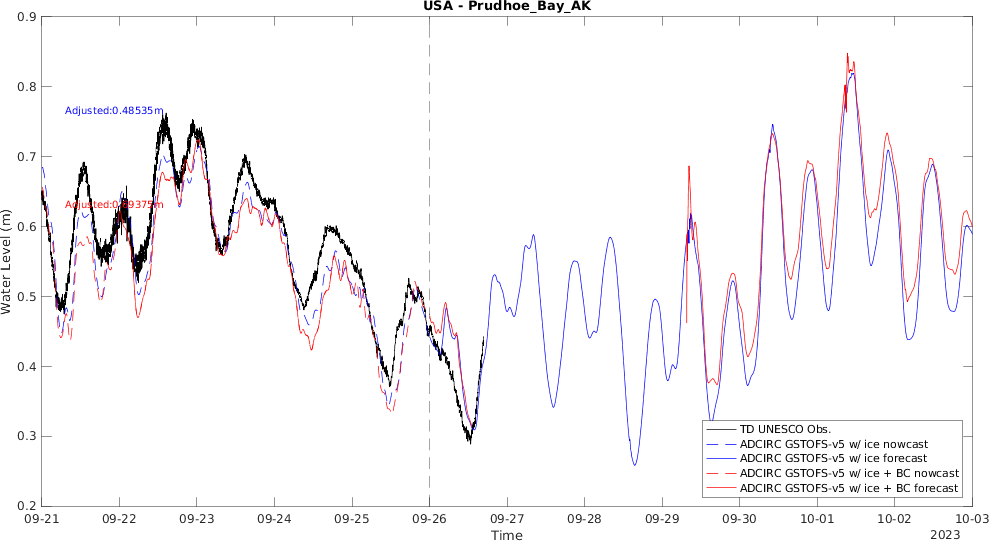 USA - Prudhoe_Bay_AK
0.9
0.8
0.7
0.6
0.5
0.4
0.3
0.2
Water Level (m)
Adjusted:0.48535m
Adjusted:0.49375m
TD UNESCO Obs.
ADCIRC GSTOFS-v5 w/ ice nowcast
ADCIRC GSTOFS-v5 w/ ice forecast
ADCIRC GSTOFS-v5 w/ ice + BC nowcast
ADCIRC GSTOFS-v5 w/ ice + BC forecast
09-21 09-22 09-23 09-24 09-25 09-26 09-27 09-28 09-29 09-30 10-01 10-02 10-03
Time
2023